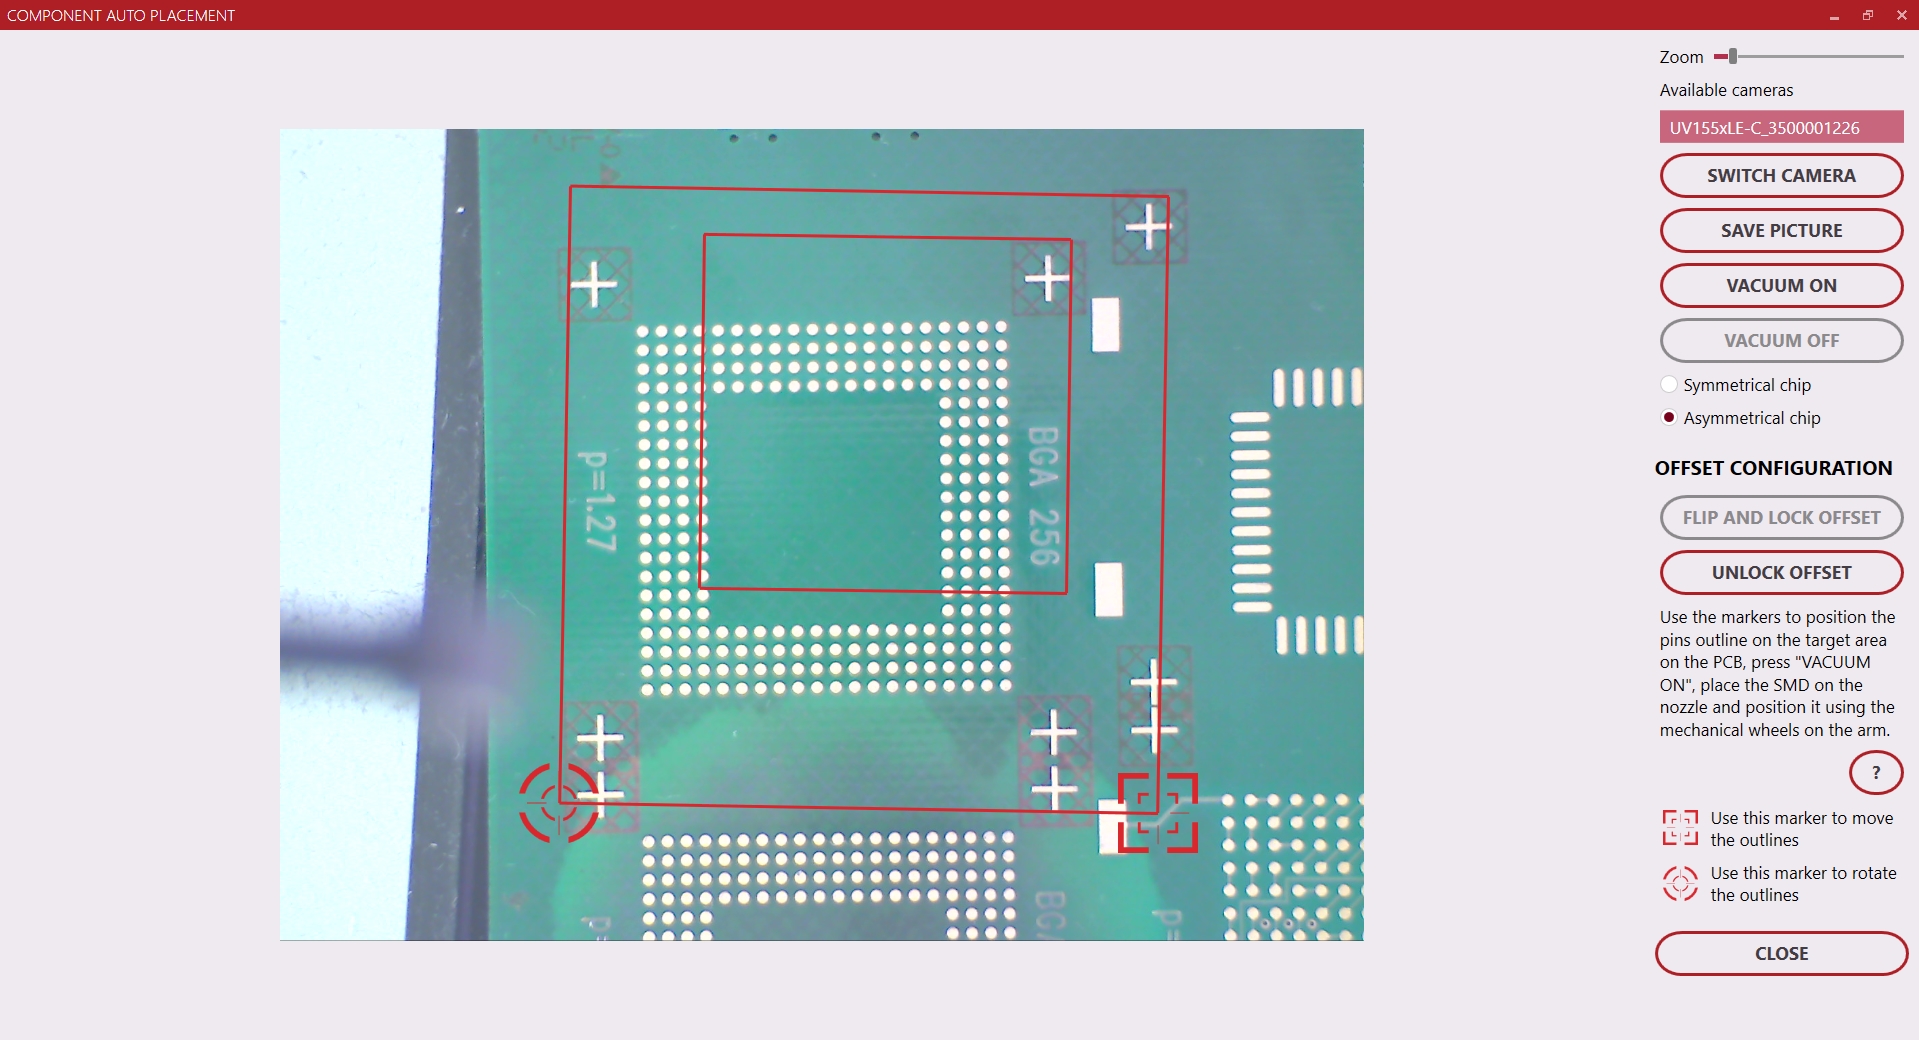 COMPONENT AUTO PLACEMENT
Zoom
Available cameras
UV155xLE-C_3500001226
SWITCH CAMERA
SAVE PICTURE
VACUUM ON
VACUUM OFF
Symmetrical chip
Asymmetrical chip
OFFSET CONFIGURATION
FLIP AND LOCK OFFSET
UNLOCK OFFSET
Use the markers to position the
pins outline on the target area
on the PCB, press "VACUUM
ON", place the SMD on the
nozzle and position it using the
mechanical wheels on the arm.
?
Use this marker to move
the outlines
Use this marker to rotate
the outlines
CLOSE
p=1.27
BGA 256
p=
p=